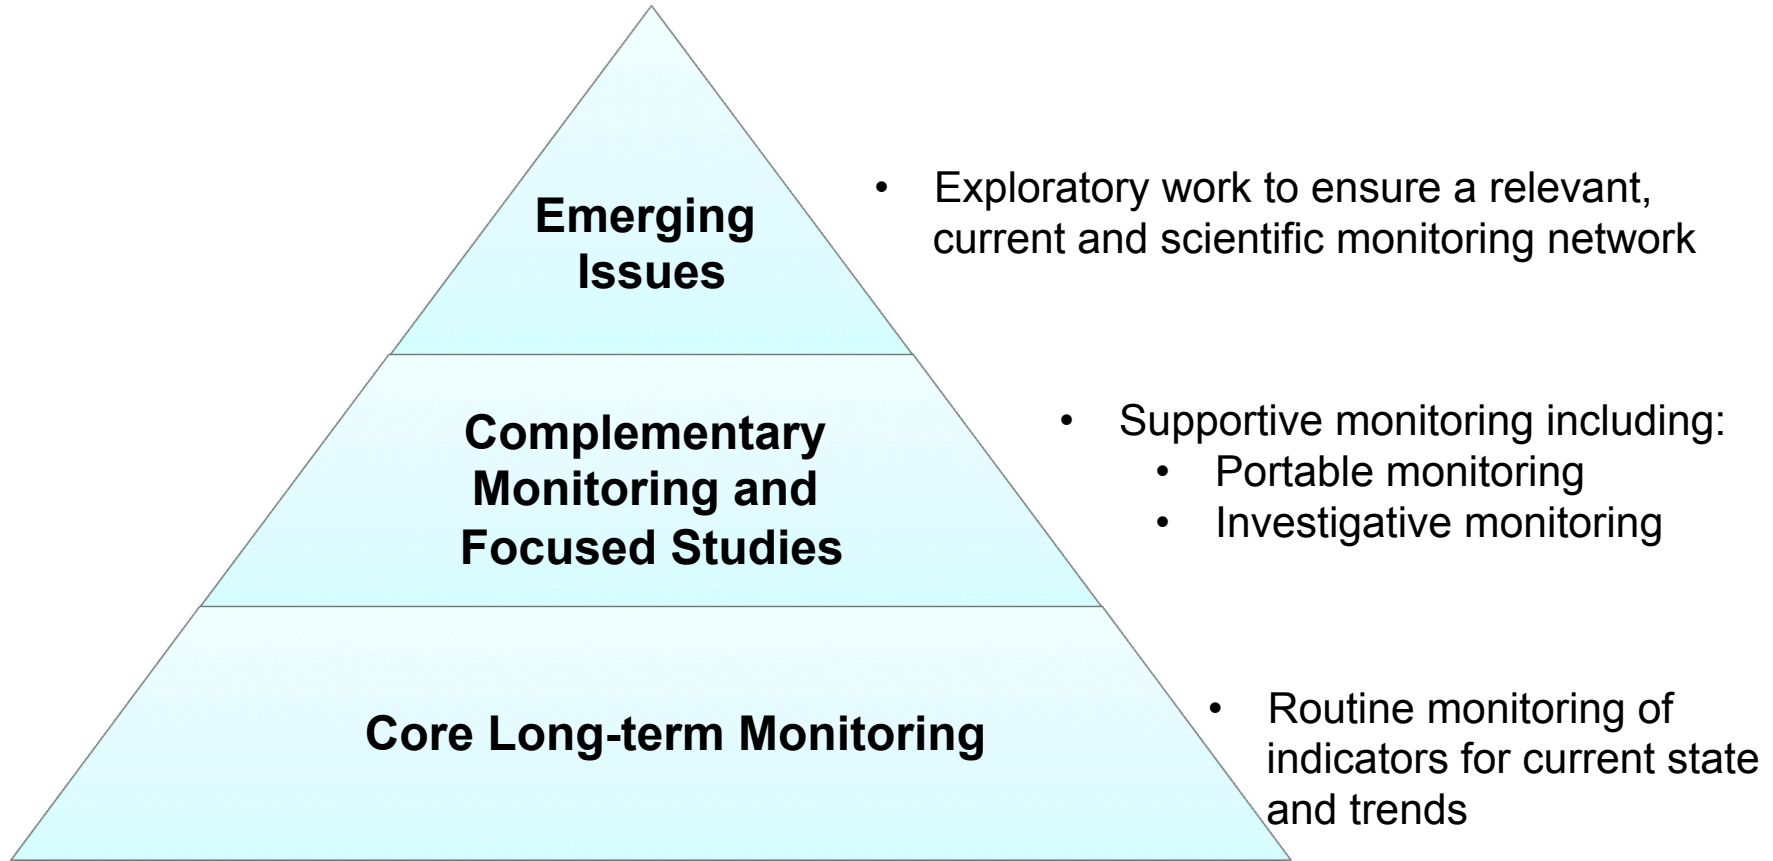 Emerging
Issues
• Exploratory work to ensure a relevant,
current and scientific monitoring network
Complementary
Monitoring and
Focused Studies
• Supportive monitoring including:
• Portable monitoring
• Investigative monitoring
Core Long-term Monitoring
• Routine monitoring of
indicators for current state
and trends